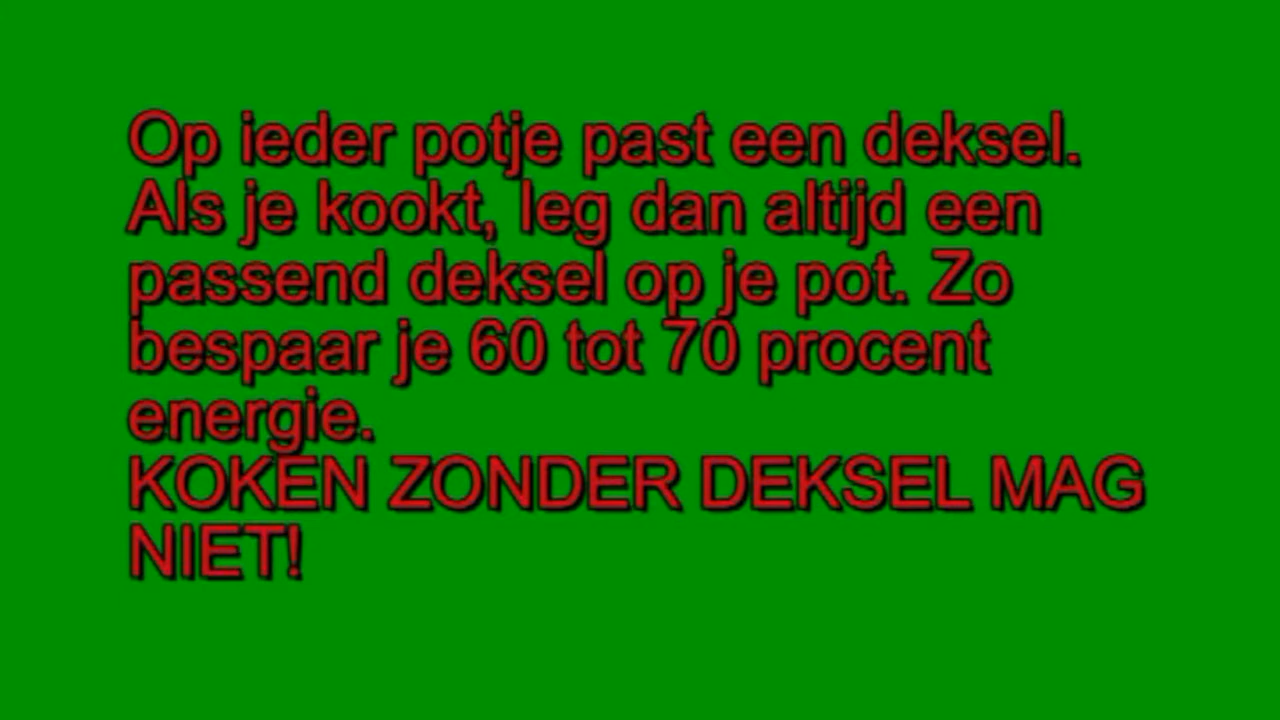 Op ieder potje past een deksel.
Als je kookt, leg dan altijd een
passend deksel op je pot. Zo
bespaar je 60 tot 70 procent
energie.
KOKEN ZONDER DEKSEL MAG
NIET!